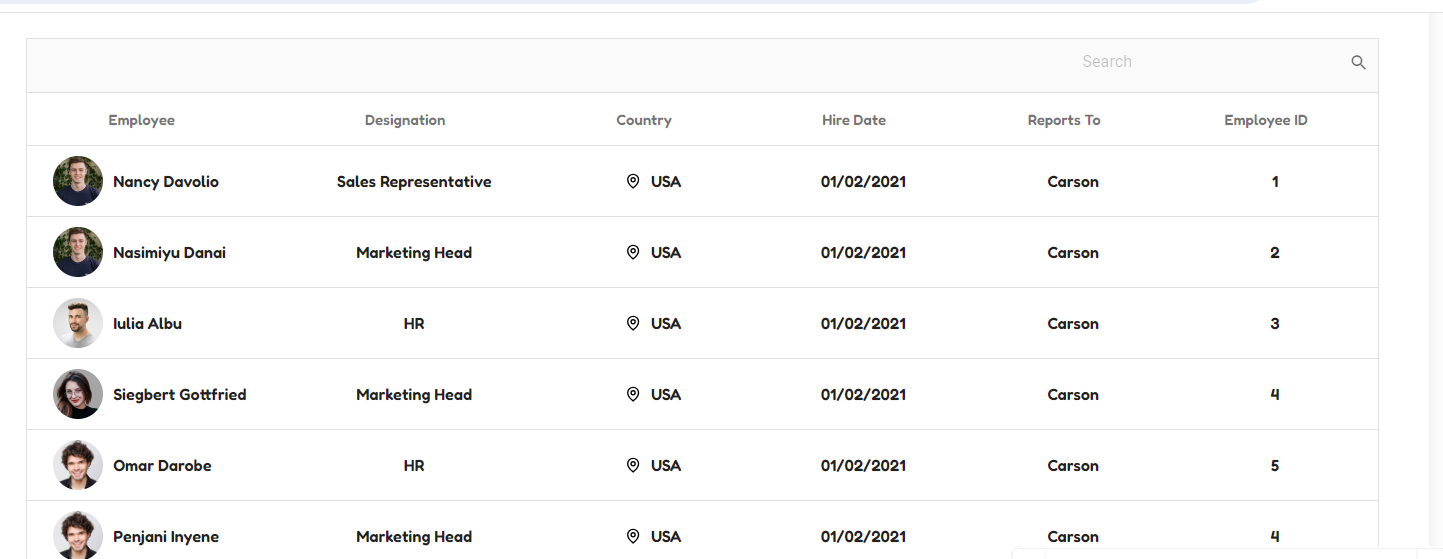 Search
Employee Designation Country Hire Date Reports To Employee ID
Nancy Davolio Sales Representative USA 01/02/2021 Carson 1
Nasimiyu Danai Marketing Head USA 01/02/2021 Carson 2
Iulia Albu HR USA 01/02/2021 Carson 3
Siegbert Gottfried Marketing Head USA 01/02/2021 Carson 4
Omar Darobe HR USA 01/02/2021 Carson 5
Penjani Inyene Marketing Head USA 01/02/2021 Carson 4